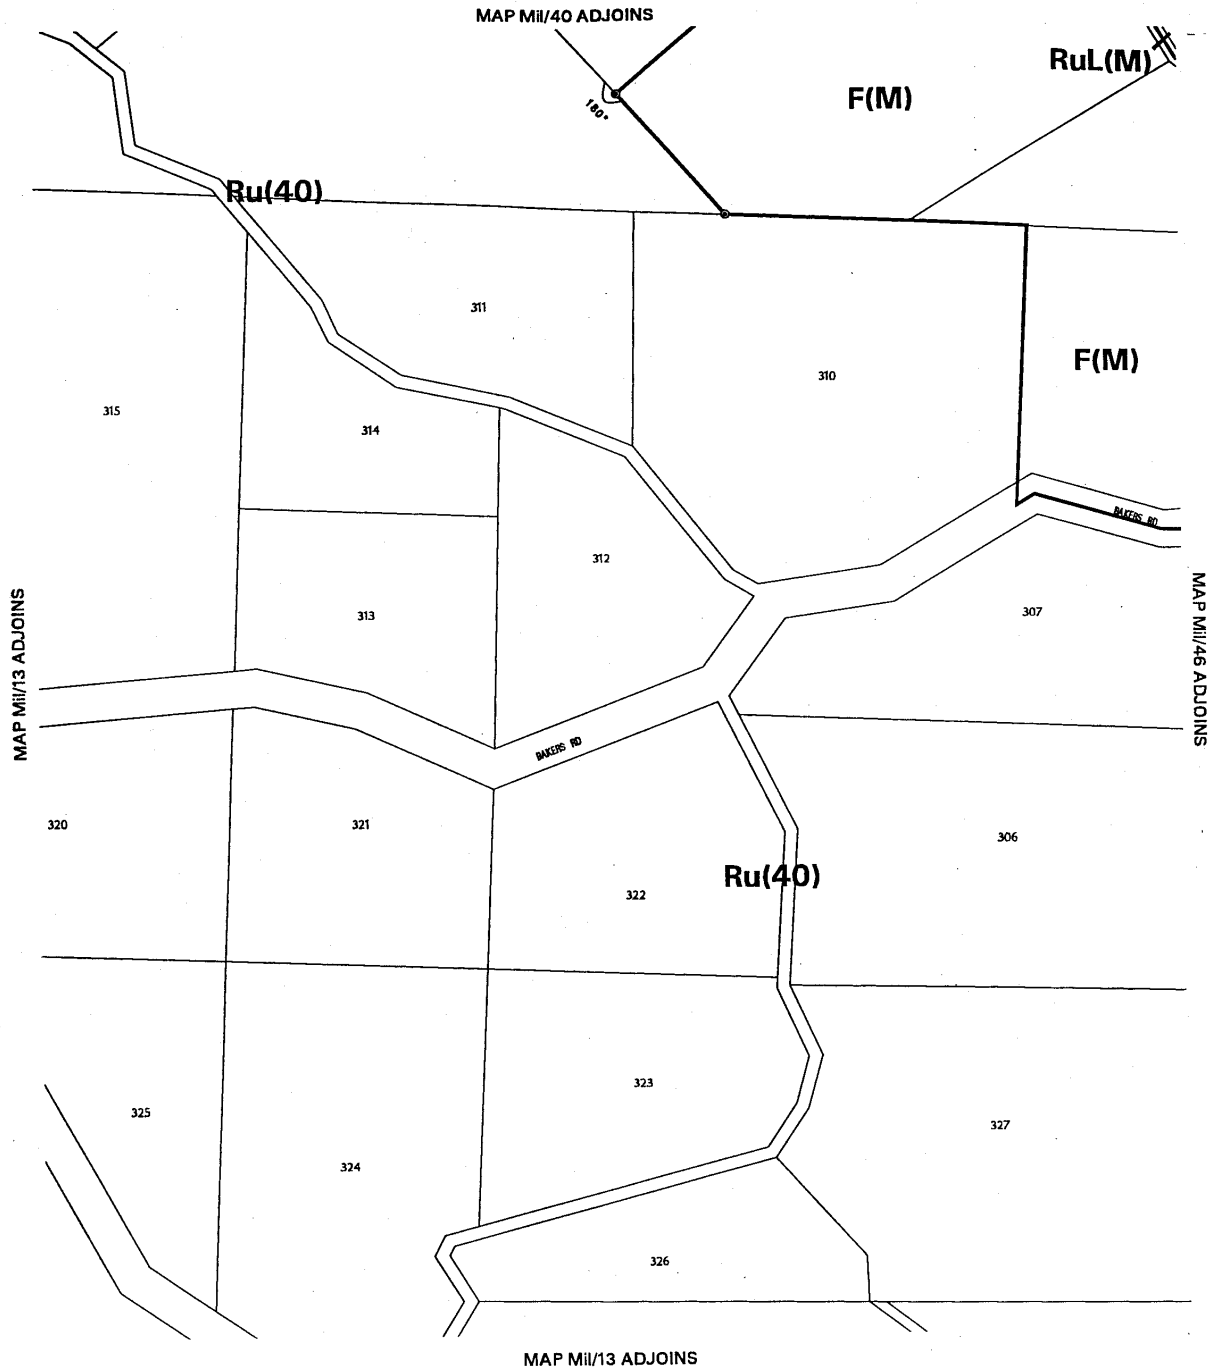 MAP Mil/40 ADJOINS
RuL(M)
F(M)
180°
Ru(40)
311
F(M)
310
315
314
BAKERS RD
312
307
313
MAP Mil/13 ADJOINS
MAP Mil/46 ADJOINS
BAKERS RD
320
321
306
Ru(40)
322
323
325
327
324
326
MAP Mil/13 ADJOINS